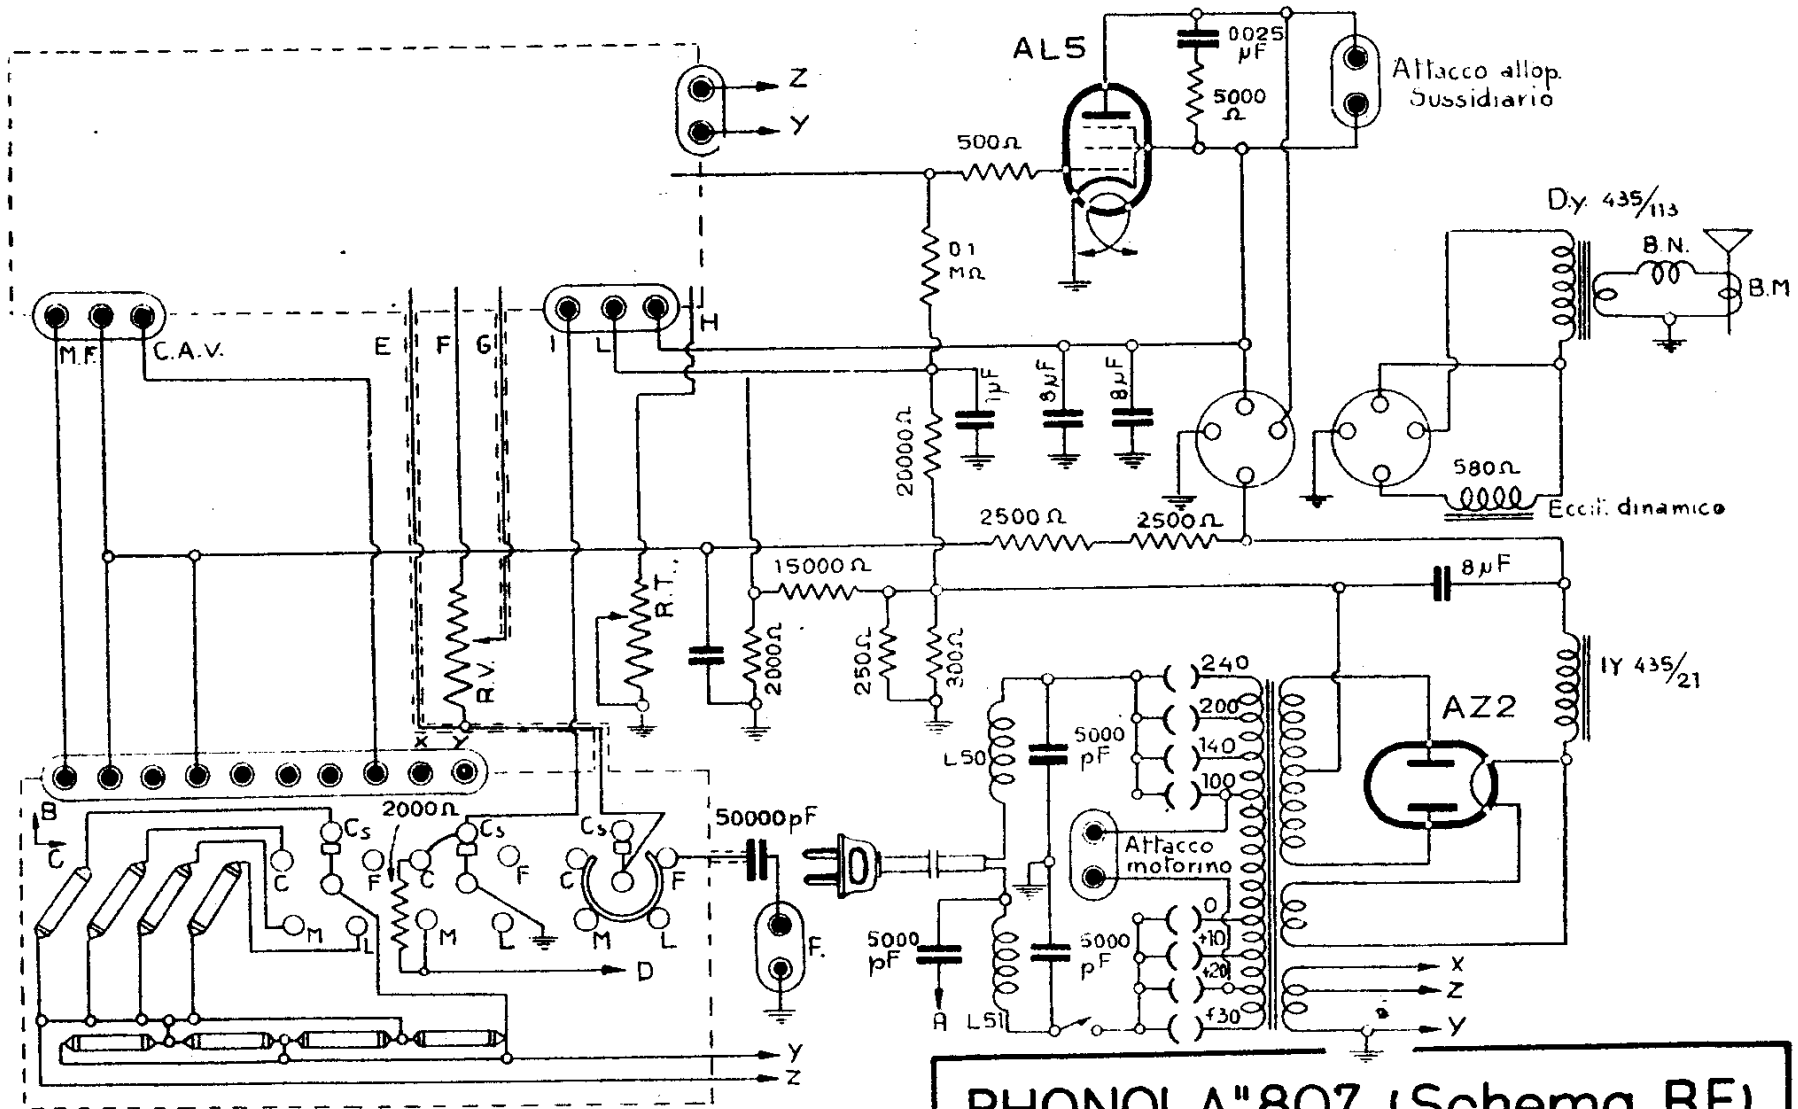 AL5
0.025
µF
5000
Ω
Attacco allop.
Sussidiario
Z
Y
500Ω
D.y. 435/113
B.N.
B.M
0.1
MΩ
M.F.
C.A.V.
E
F
G
I
L
H
1µF
8µF
8µF
20000Ω
580Ω
Eccit. dinamico
2500Ω
2500Ω
15000Ω
8µF
R.T.
R.V.
2000Ω
250Ω
300Ω
1Y 435/21
AZ2
240
200
140
100
L50
5000
pF
X
Y
B
C
2000Ω
Cs
Cs
Cs
50000pF
Attacco
motorino
C
F
C
F
C
F
M
L
M
L
M
L
D
F.
5000
pF
5000
pF
0
+10
+20
+30
A
L51
X
Z
Y
Y
Z
PHONOLA "807 (Schema BF)